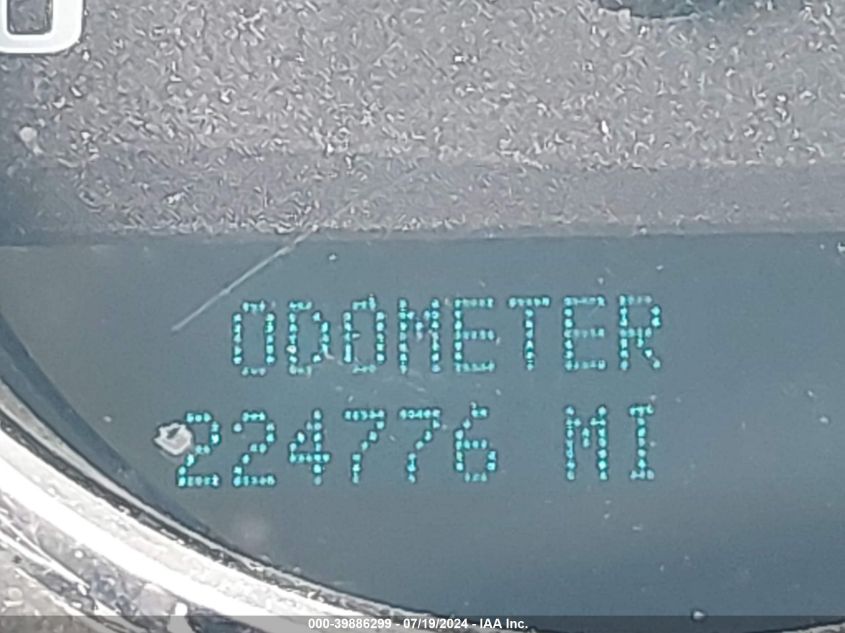 ODOMETER
224776 MI
000-39886299 - 07/19/2024 - IAA Inc.